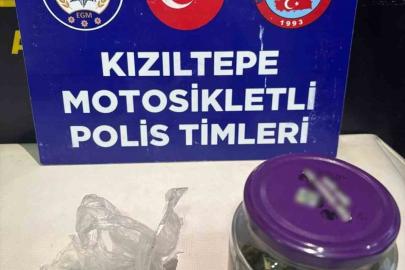 EGM
1993
KIZILTEPE
MOTOSİKLETLİ
POLİS TİMLERİ